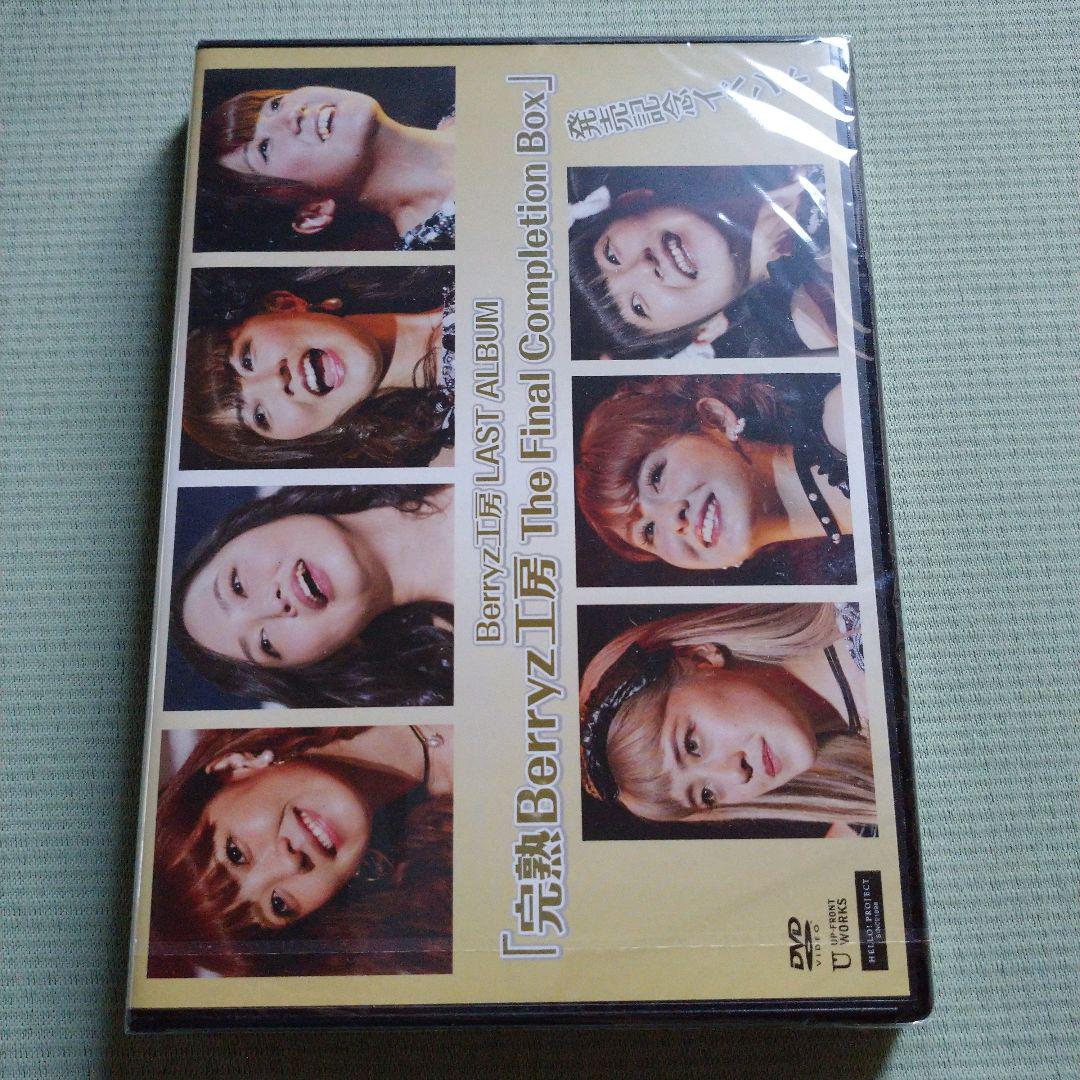 Berryz工房 LAST ALBUM
「完熟Berryz工房 The Final Completion Box」
発売記念イベント
DVD
VIDEO
UP-FRONT
WORKS
HELLO! PROJECT
SINCE 1998